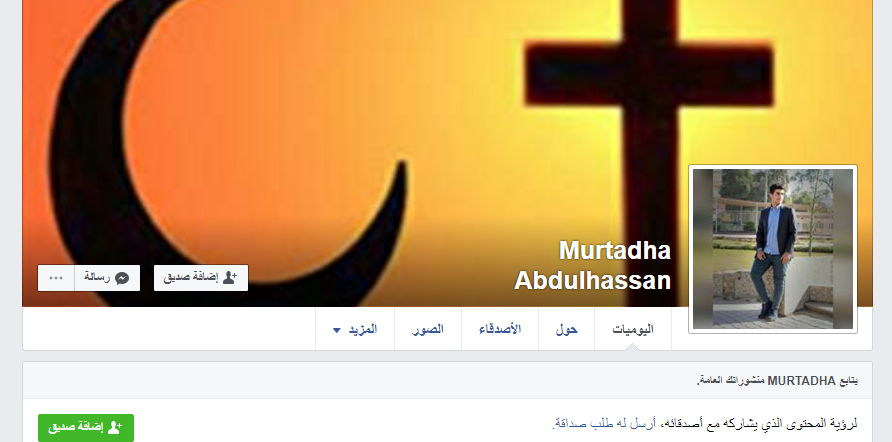 Murtadha
Abdulhassan
إضافة صديق
رسالة
اليوميات
حول
الأصدقاء
الصور
المزيد
يتابع MURTADHA منشوراتك العامة.
لرؤية المحتوى الذي يشاركه مع أصدقائه، أرسل له طلب صداقة.
إضافة صديق